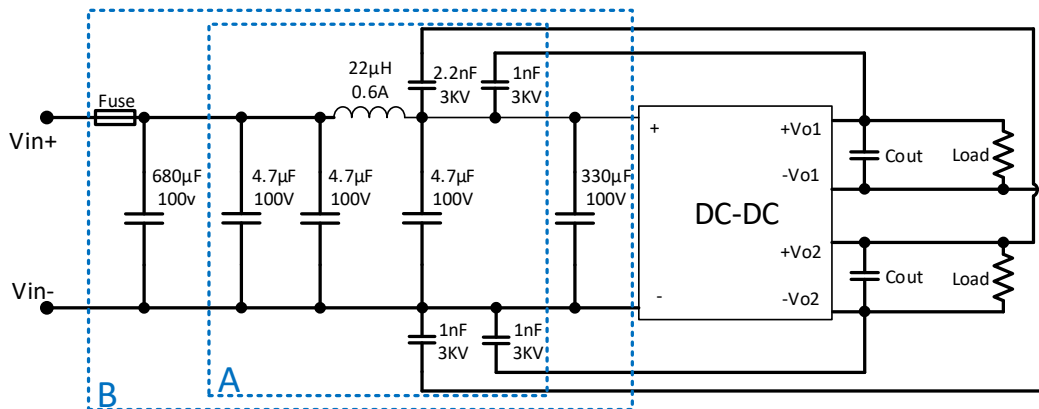 22µH
0.6A
2.2nF
3KV
1nF
3KV
Fuse
Vin+
680µF
100v
4.7µF
100V
4.7µF
100V
4.7µF
100V
330µF
100V
+
-
DC-DC
+Vo1
-Vo1
+Vo2
-Vo2
Cout
Load
Cout
Load
Vin-
1nF
3KV
1nF
3KV
A
B